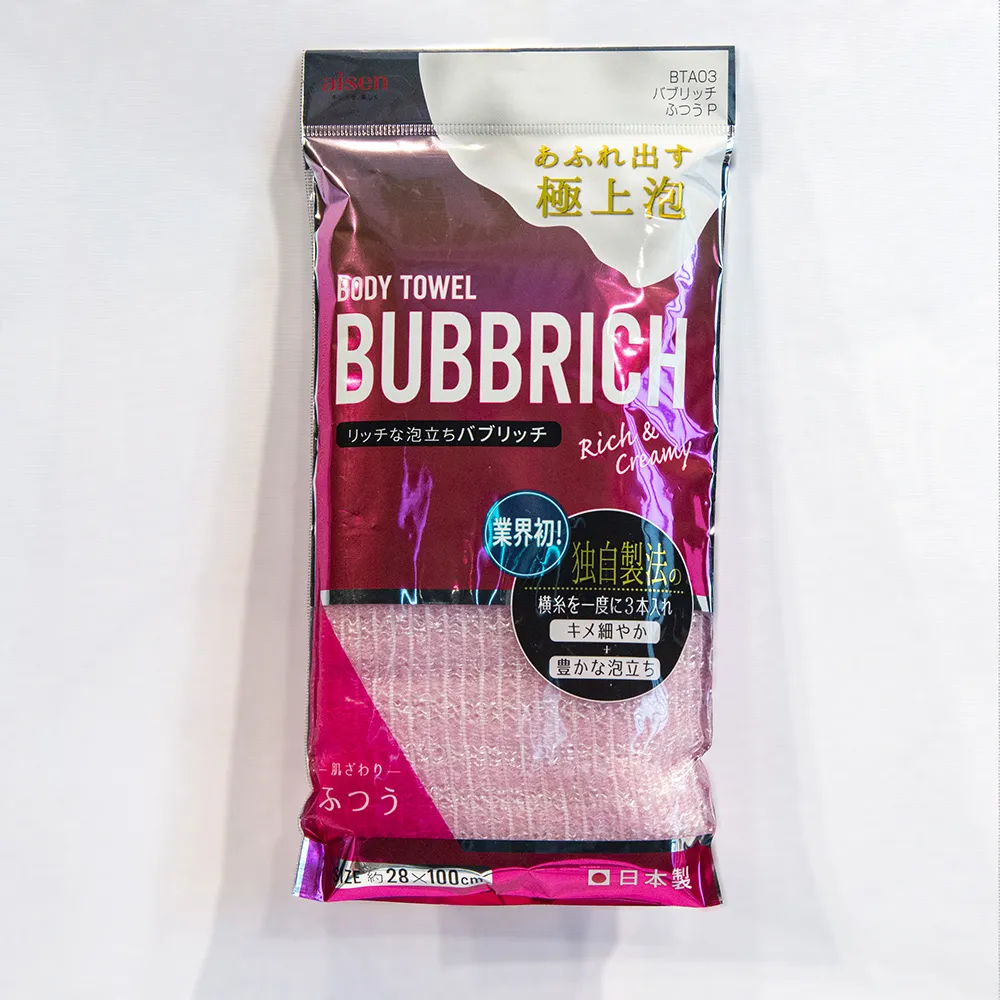 alsen
BTA03
バブリッチ
ふつうP
あふれ出す
極上泡
BODY TOWEL
BUBBRICH
リッチな泡立ちバブリッチ
Rich &
Creamy
業界初!
独自製法の
横糸を一度に3本入れ
キメ細やか
+
豊かな泡立ち
肌ざわり
ふつう
SIZE 約28×100cm
日本製